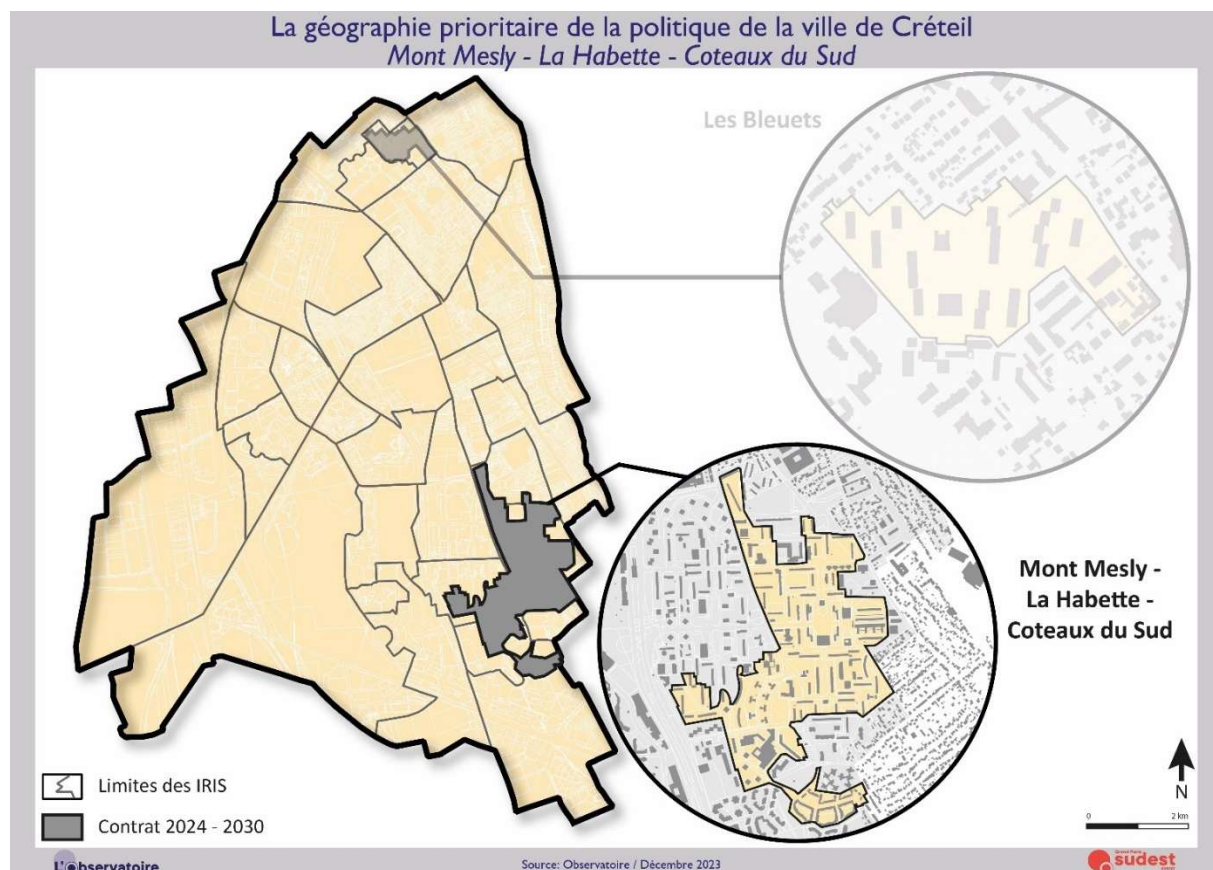 La géographie prioritaire de la politique de la ville de Créteil
Mont Mesly - La Habette - Coteaux du Sud
Les Bleuets
Mont Mesly -
La Habette -
Coteaux du Sud
Limites des IRIS
Contrat 2024 - 2030
N
0 2 km
L'Observatoire
Source: Observatoire / Décembre 2023
Grand Paris
sudest